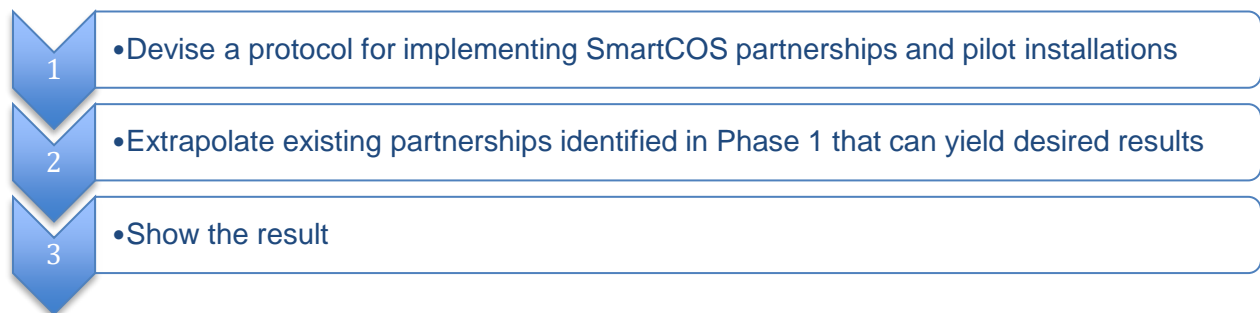 1
•Devise a protocol for implementing SmartCOS partnerships and pilot installations
2
•Extrapolate existing partnerships identified in Phase 1 that can yield desired results
3
•Show the result